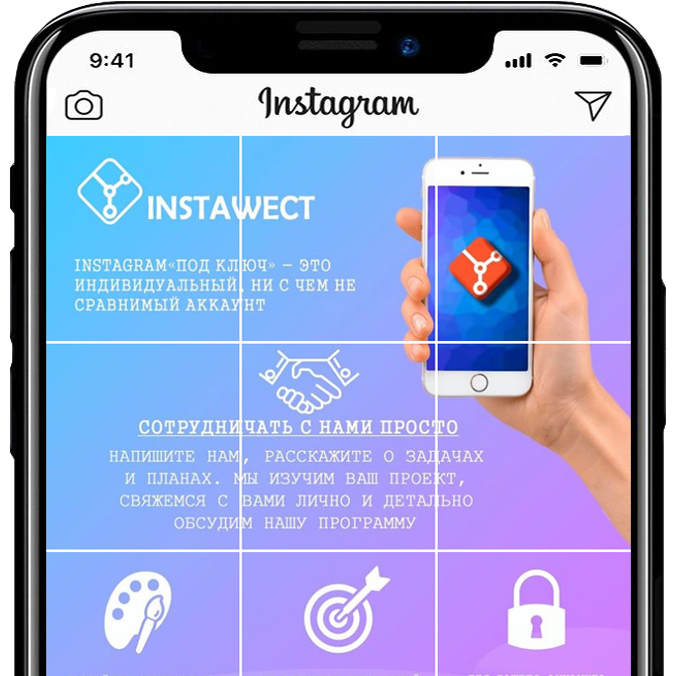 9:41
Instagram
INSTAWECT
INSTAGRAM«ПОД КЛЮЧ» — ЭТО
ИНДИВИДУАЛЬНЫЙ, НИ С ЧЕМ НЕ
СРАВНИМЫЙ АККАУНТ
СОТРУДНИЧАТЬ С НАМИ ПРОСТО
НАПИШИТЕ НАМ, РАССКАЖИТЕ О ЗАДАЧАХ
И ПЛАНАХ. МЫ ИЗУЧИМ ВАШ ПРОЕКТ,
СВЯЖЕМСЯ С ВАМИ ЛИЧНО И ДЕТАЛЬНО
ОБСУДИМ НАШУ ПРОГРАММУ